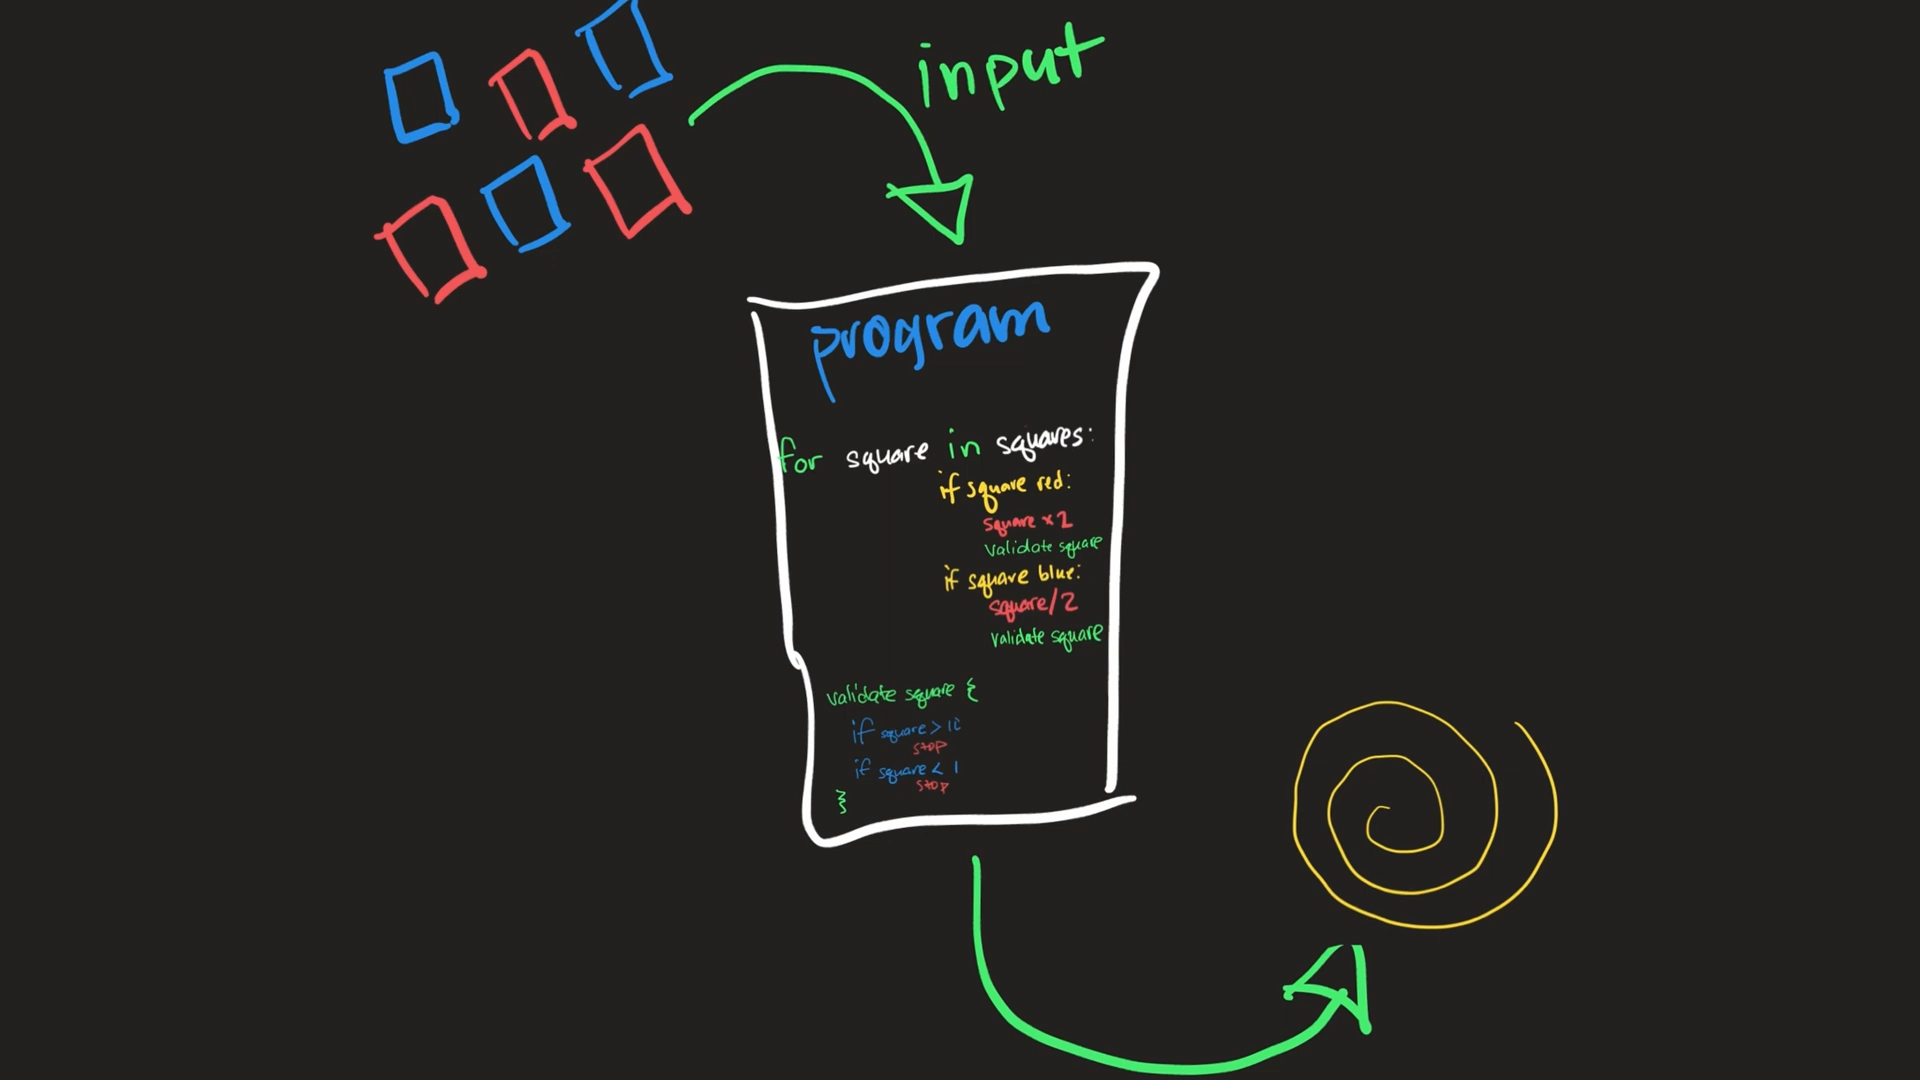 input
program
for square in squares:
if square red:
square × 2
validate square
if square blue:
square/2
validate square
validate square {
if square > 10
stop
if square < 1
stop
}